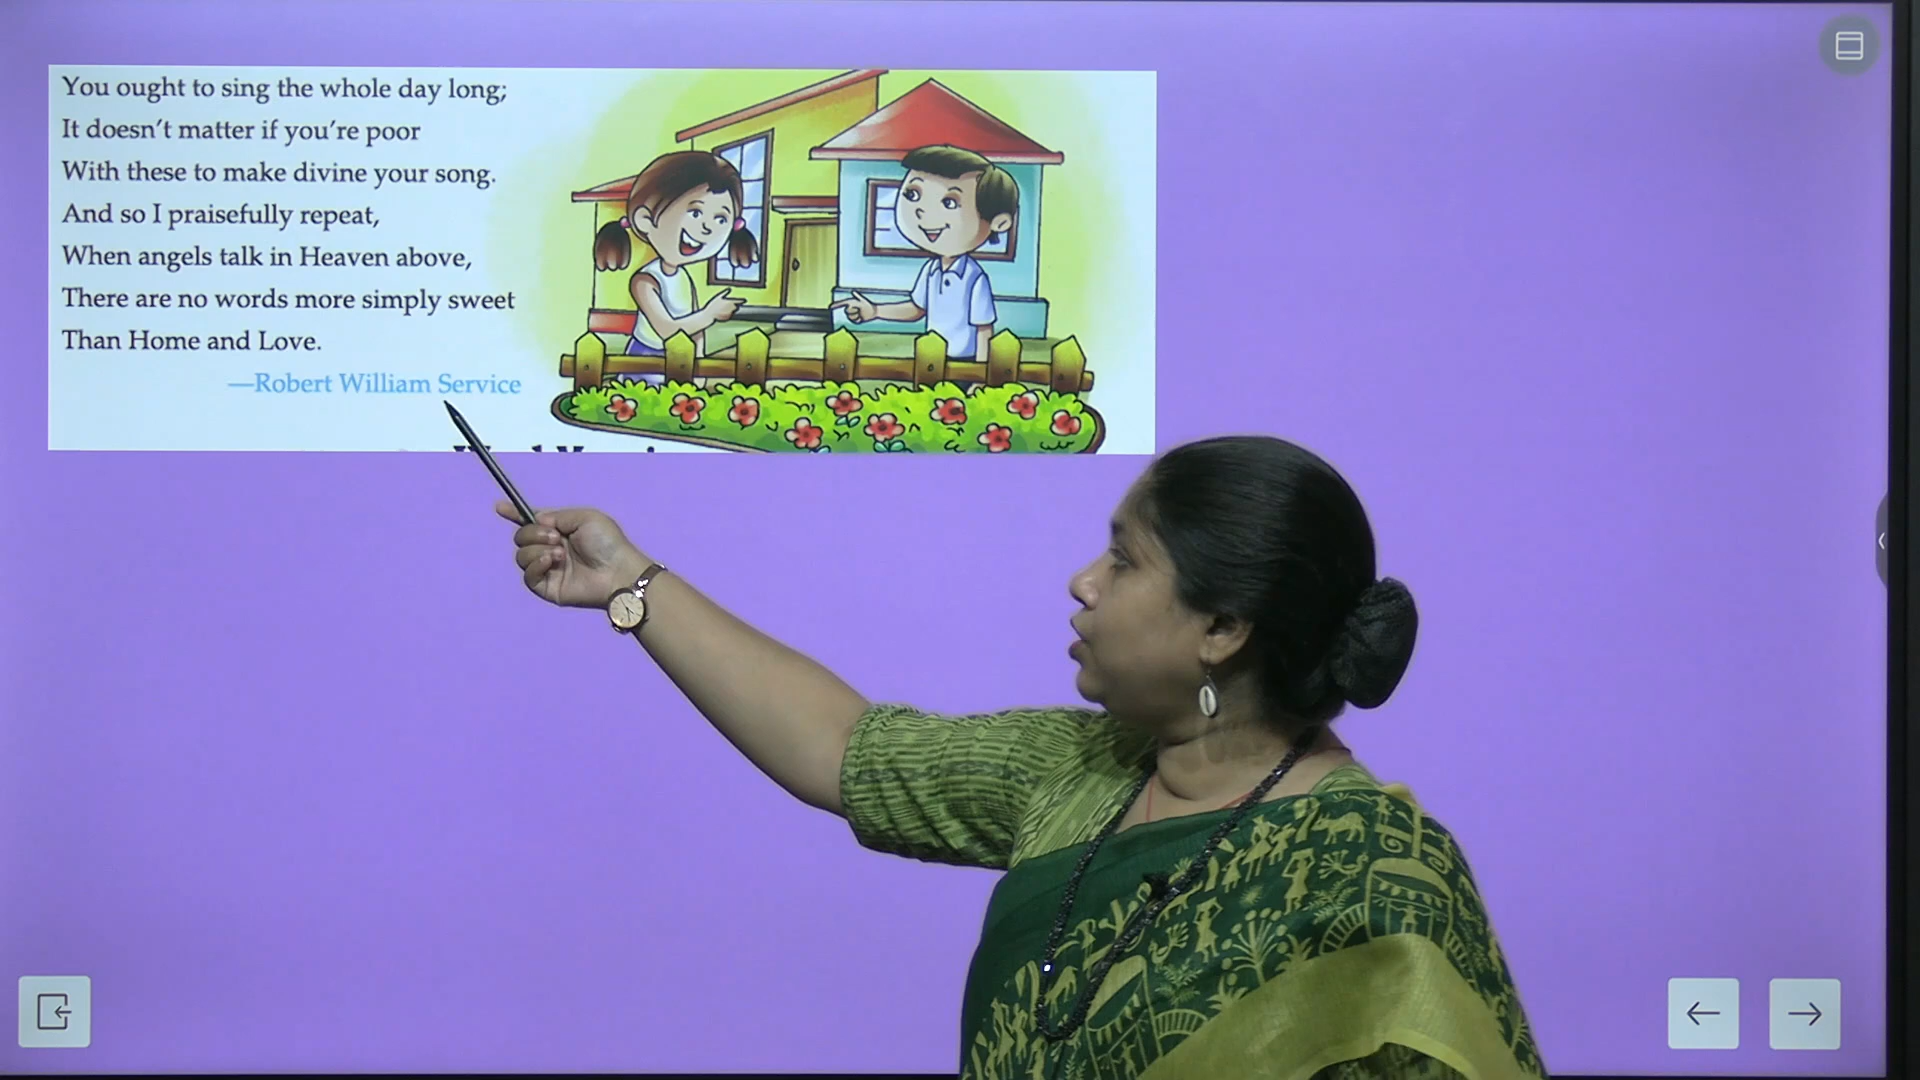 You ought to sing the whole day long;
It doesn't matter if you're poor
With these to make divine your song.
And so I praisefully repeat,
When angels talk in Heaven above,
There are no words more simply sweet
Than Home and Love.
—Robert William Service